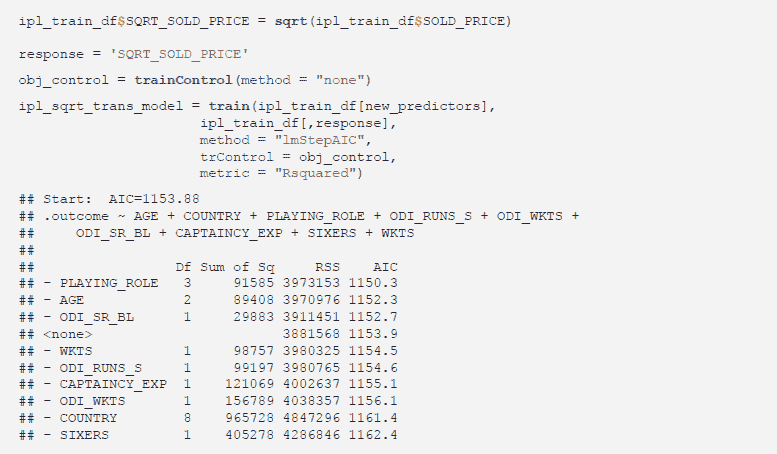 ipl_train_df$SQRT_SOLD_PRICE = sqrt(ipl_train_df$SOLD_PRICE)
response = 'SQRT_SOLD_PRICE'
obj_control = trainControl(method = "none")
ipl_sqrt_trans_model = train(ipl_train_df[new_predictors],
                       ipl_train_df[,response],
                       method = "lmStepAIC",
                       trControl = obj_control,
                       metric = "Rsquared")
## Start:  AIC=1153.88
## .outcome ~ AGE + COUNTRY + PLAYING_ROLE + ODI_RUNS_S + ODI_WKTS +
##     ODI_SR_BL + CAPTAINCY_EXP + SIXERS + WKTS
##
##                 Df Sum of Sq     RSS    AIC
## - PLAYING_ROLE   3     91585 3973153 1150.3
## - AGE            2     89408 3970976 1152.3
## - ODI_SR_BL      1     29883 3911451 1152.7
## <none>                       3881568 1153.9
## - WKTS           1     98757 3980325 1154.5
## - ODI_RUNS_S     1     99197 3980765 1154.6
## - CAPTAINCY_EXP  1    121069 4002637 1155.1
## - ODI_WKTS       1    156789 4038357 1156.1
## - COUNTRY        8    965728 4847296 1161.4
## - SIXERS         1    405278 4286846 1162.4